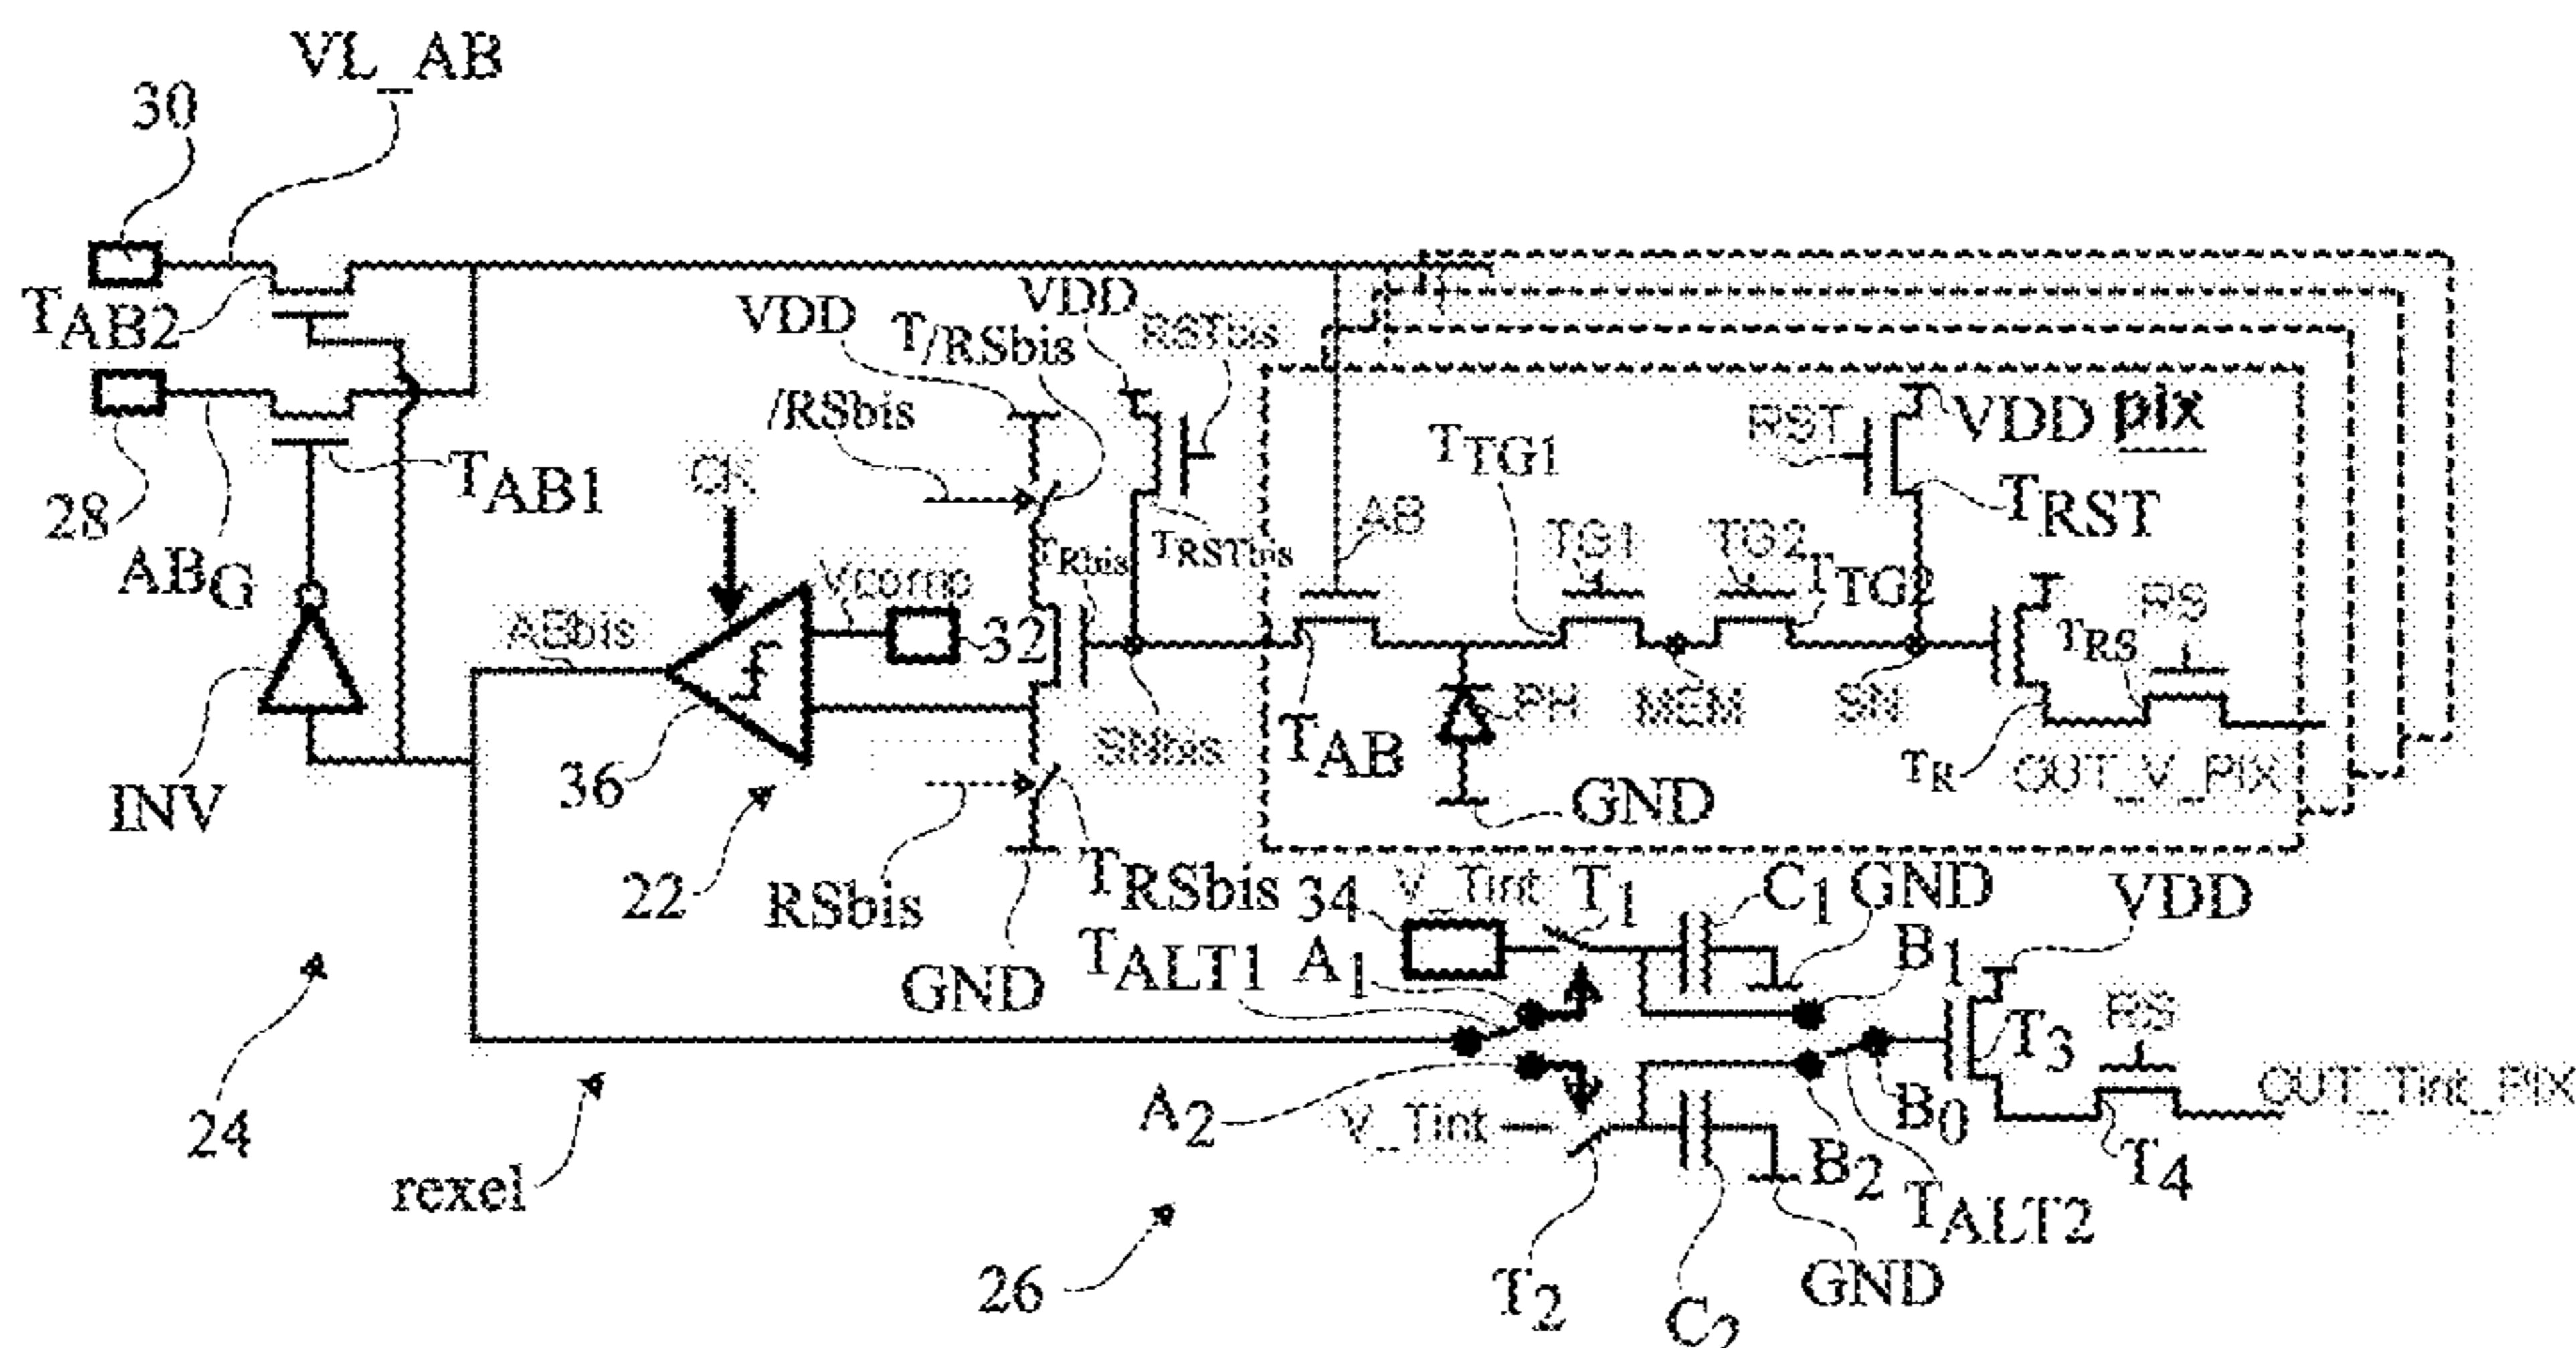 VL_AB
30
TAB2
VDD
T/RSbis
VDD
RSTbis
/RSbis
28
ABG
TAB1
CK
TRbis
TRSTbis
Vcomp
32
ABbis
INV
36
22
RSbis
TRSbis
GND
SNbis
AB
TAB
TTG1
TG1
TG2
TTG2
PH
GND
MEM
SN
RST
VDD
pix
TRST
TRS
RS
TR
OUT_V_PIX
24
rexel
26
34
V_Tint
T1
C1
GND
VDD
TALT1
A1
B1
A2
V_Tint
T2
C2
GND
B2
B0
TALT2
T3
RS
T4
OUT_Tint_PIX